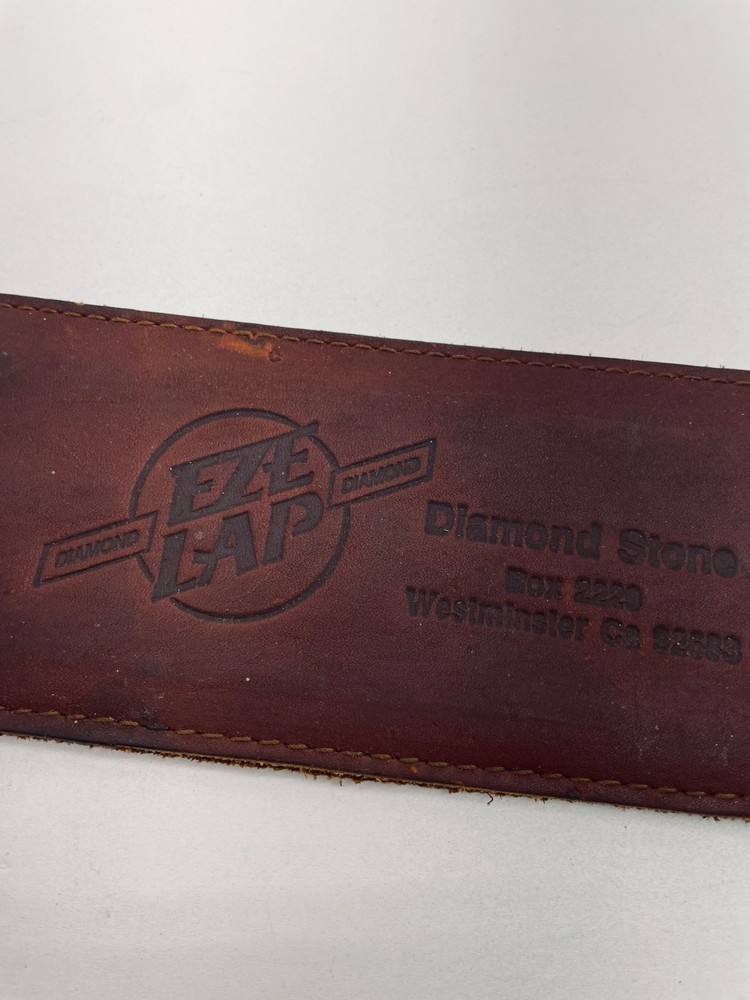 EZE
LAP
DIAMOND
DIAMOND
Diamond Stone
Box 2229
Westminster Ca 92683